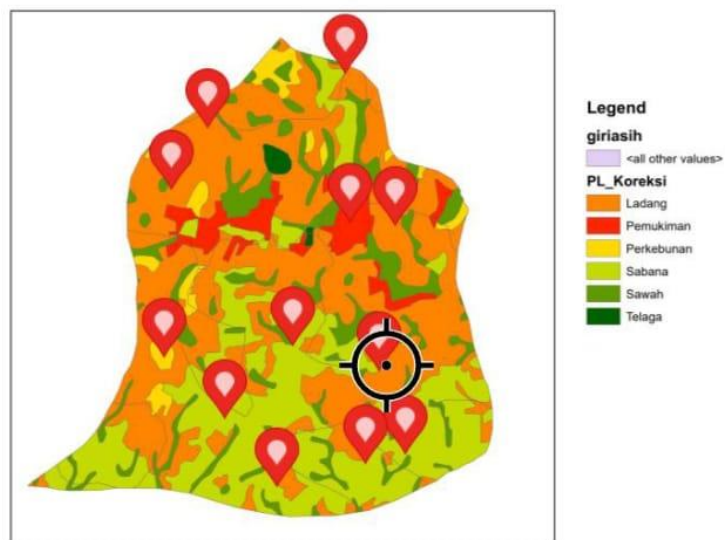 Legend
giriasih
<all other values>
PL_Koreksi
Ladang
Pemukiman
Perkebunan
Sabana
Sawah
Telaga